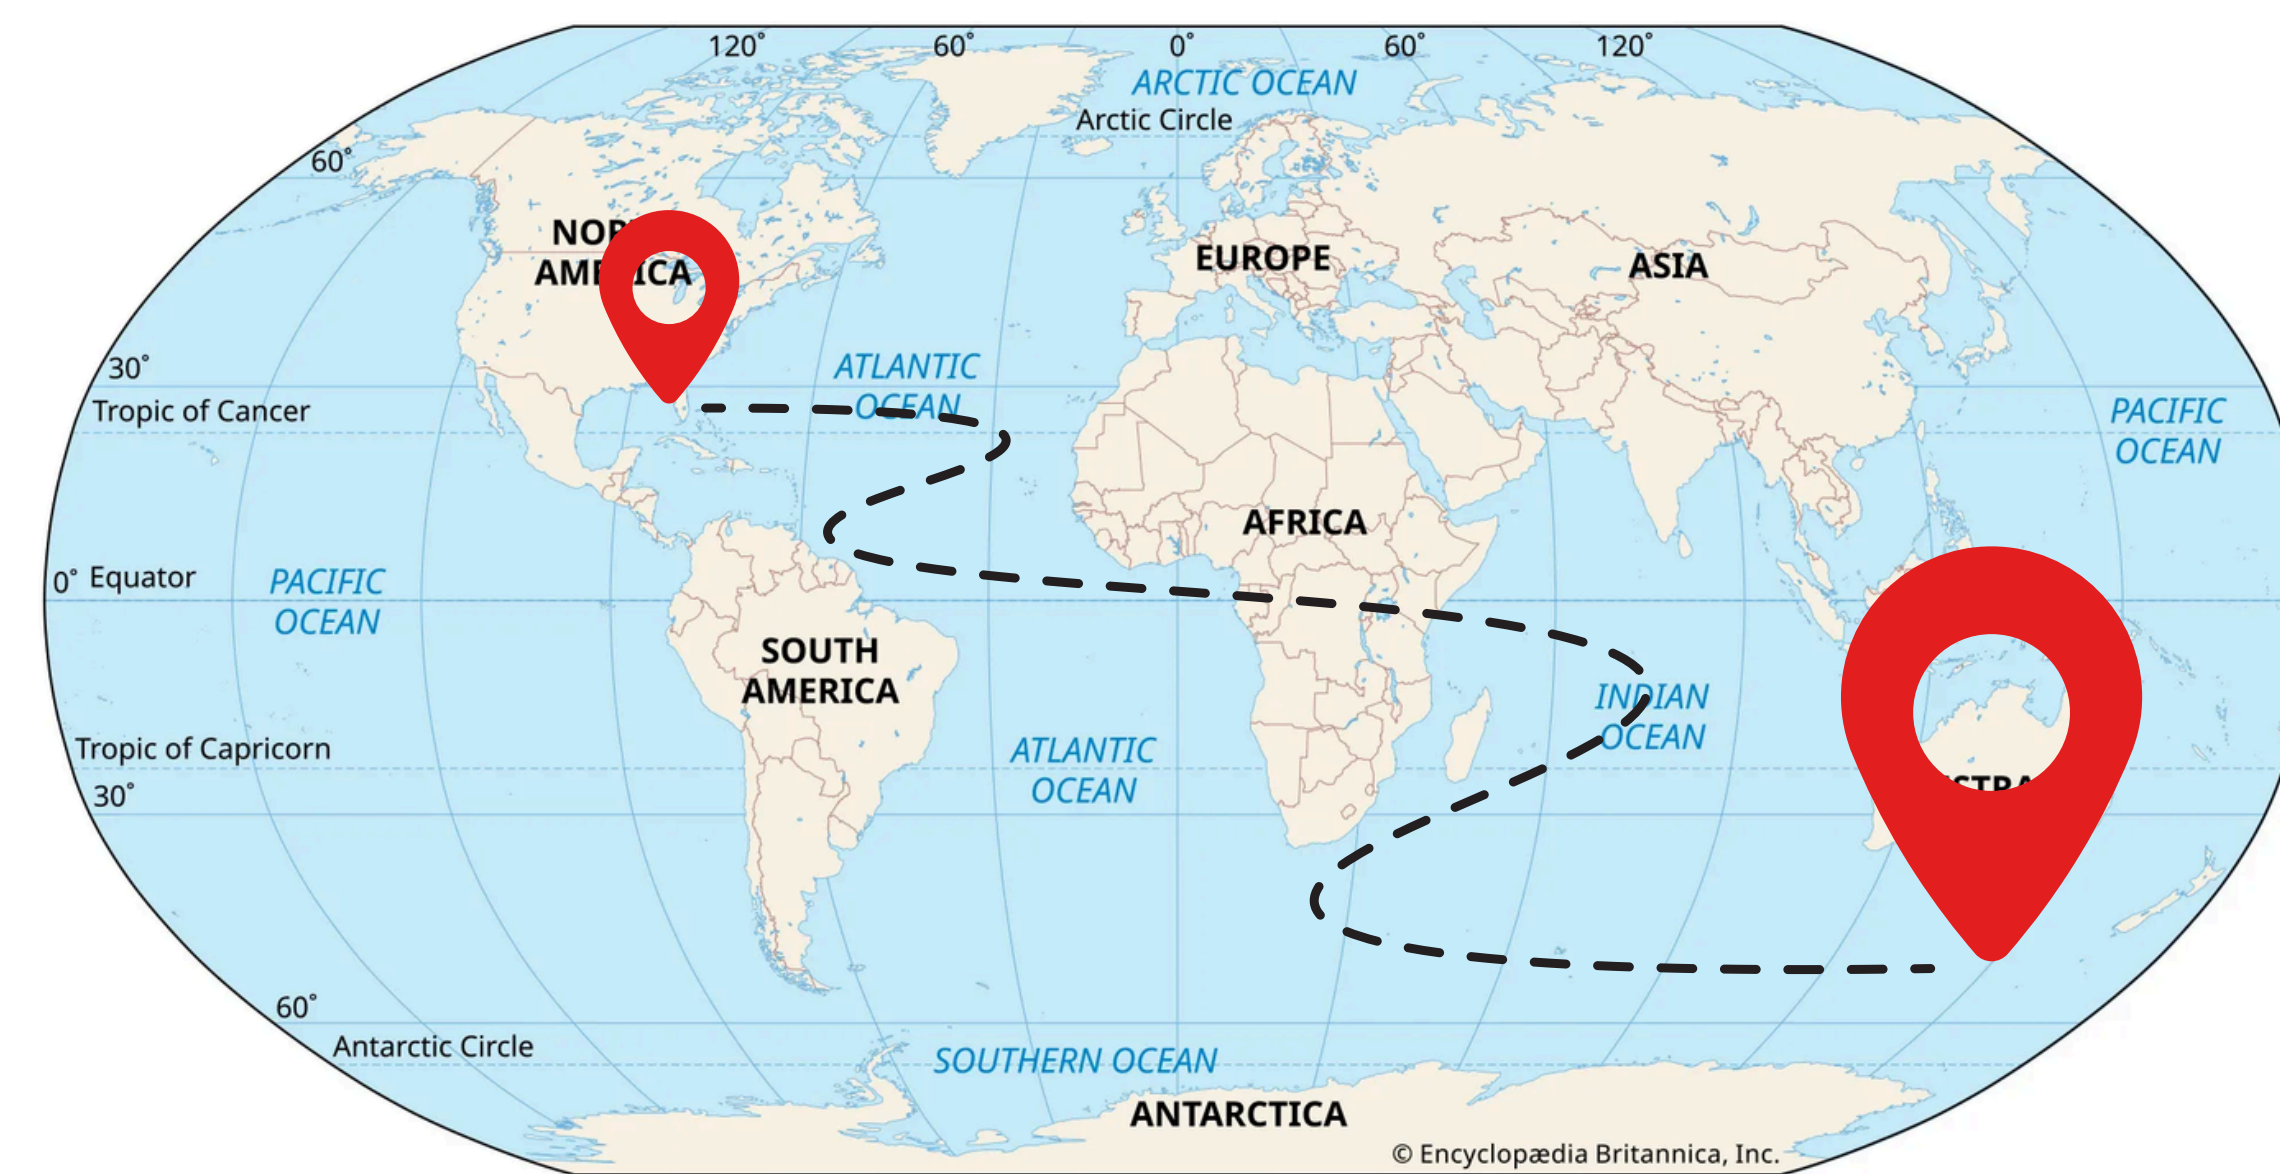 120°
60°
0°
60°
120°
ARCTIC OCEAN
Arctic Circle
60°
NOR
AMERICA
EUROPE
ASIA
30°
ATLANTIC
OCEAN
Tropic of Cancer
PACIFIC
OCEAN
AFRICA
0° Equator
PACIFIC
OCEAN
SOUTH
AMERICA
INDIAN
OCEAN
Tropic of Capricorn
ATLANTIC
OCEAN
30°
60°
Antarctic Circle
SOUTHERN OCEAN
ANTARCTICA
© Encyclopædia Britannica, Inc.